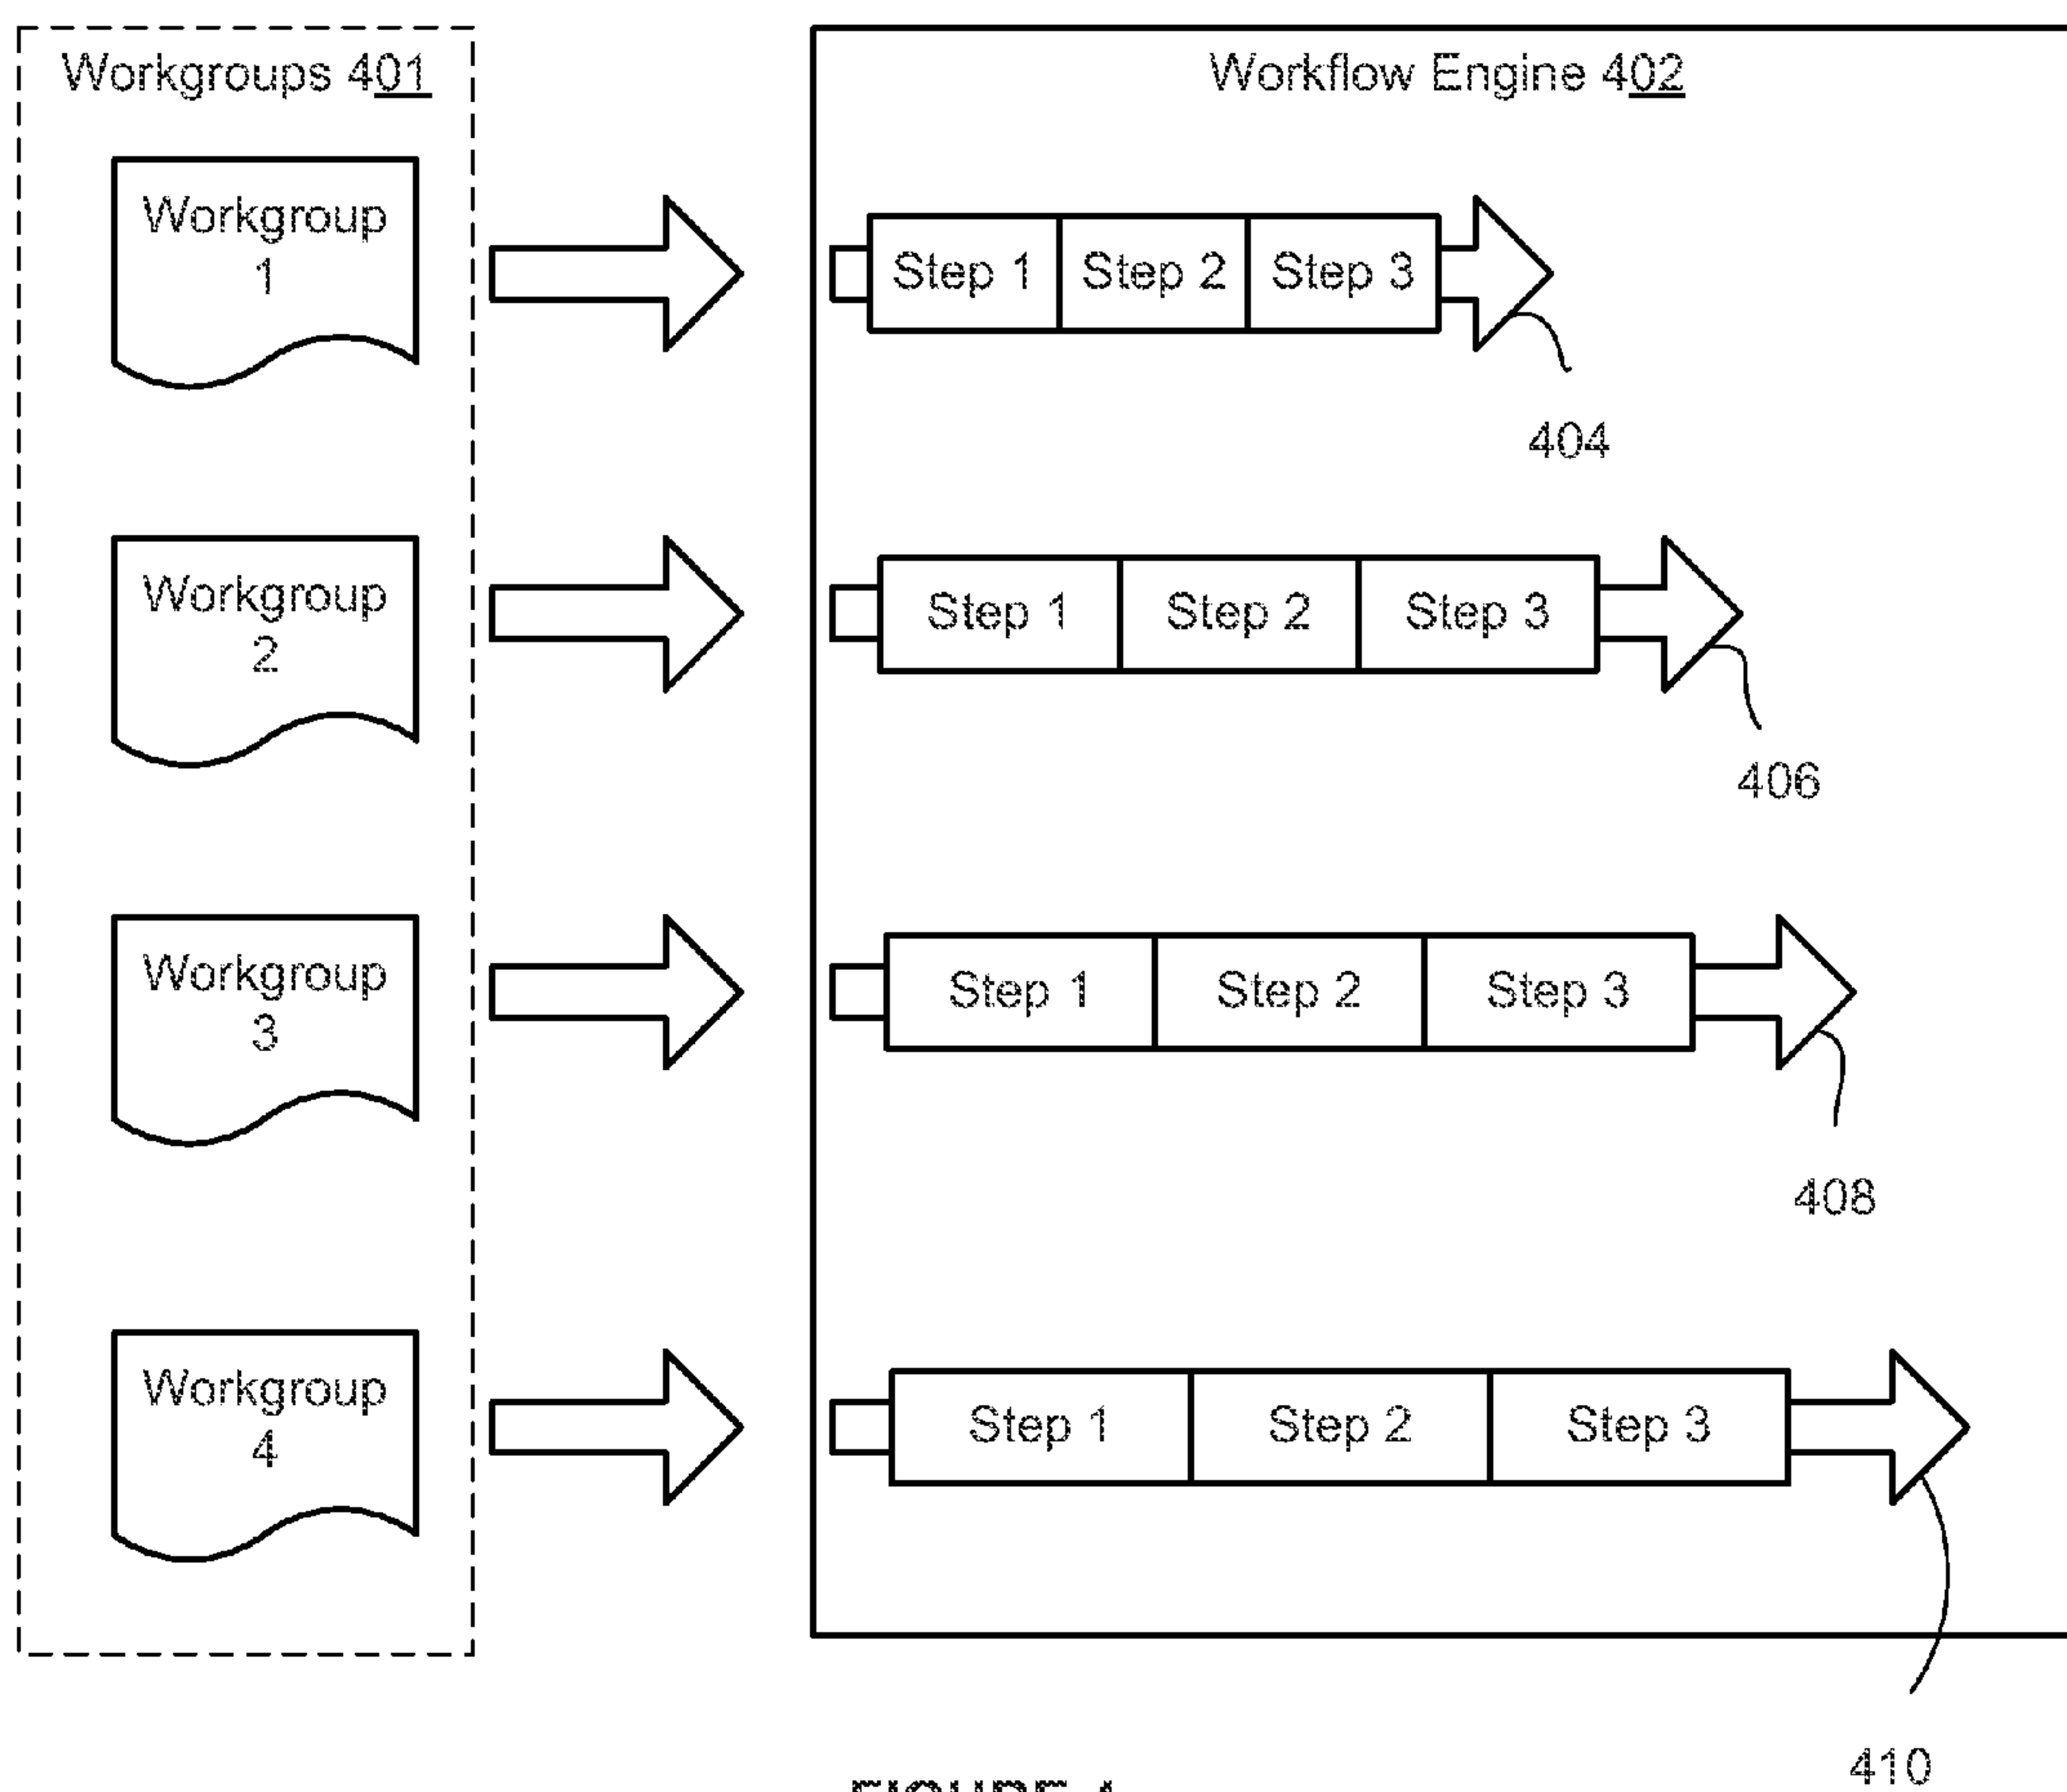 Workgroups 401
Workflow Engine 402
Workgroup
1
Step 1 Step 2 Step 3
404
Workgroup
2
Step 1 Step 2 Step 3
406
Workgroup
3
Step 1 Step 2 Step 3
408
Workgroup
4
Step 1 Step 2 Step 3
410